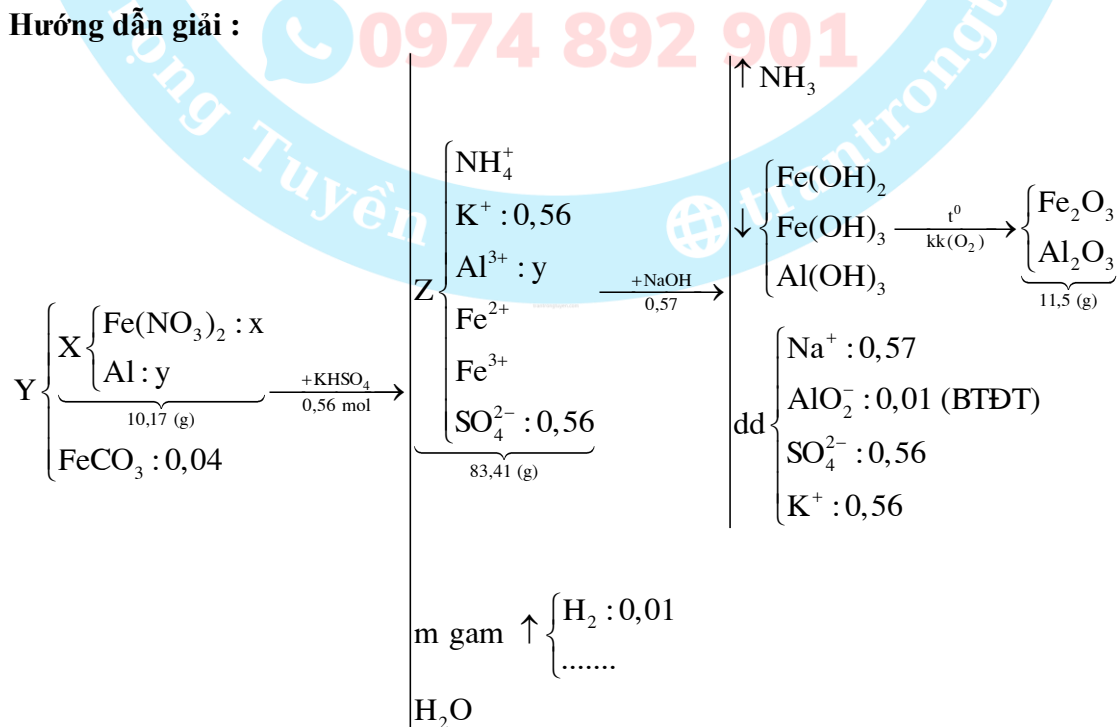 Hướng dẫn giải :
0974 892 901
ọng Tuyền
trantrongtu
Y { X { Fe(NO₃)₂ : x
Al : y
10,17 (g)
FeCO₃ : 0,04
+KHSO₄
0,56 mol
Z { NH₄⁺
K⁺ : 0,56
Al³⁺ : y
Fe²⁺
Fe³⁺
SO₄²⁻ : 0,56
83,41 (g)
m gam ↑ { H₂ : 0,01
.......
H₂O
+NaOH
0,57
↑ NH₃
↓ { Fe(OH)₂
Fe(OH)₃
Al(OH)₃
t⁰
kk(O₂)
{ Fe₂O₃
Al₂O₃
11,5 (g)
dd { Na⁺ : 0,57
AlO₂⁻ : 0,01 (BTĐT)
SO₄²⁻ : 0,56
K⁺ : 0,56